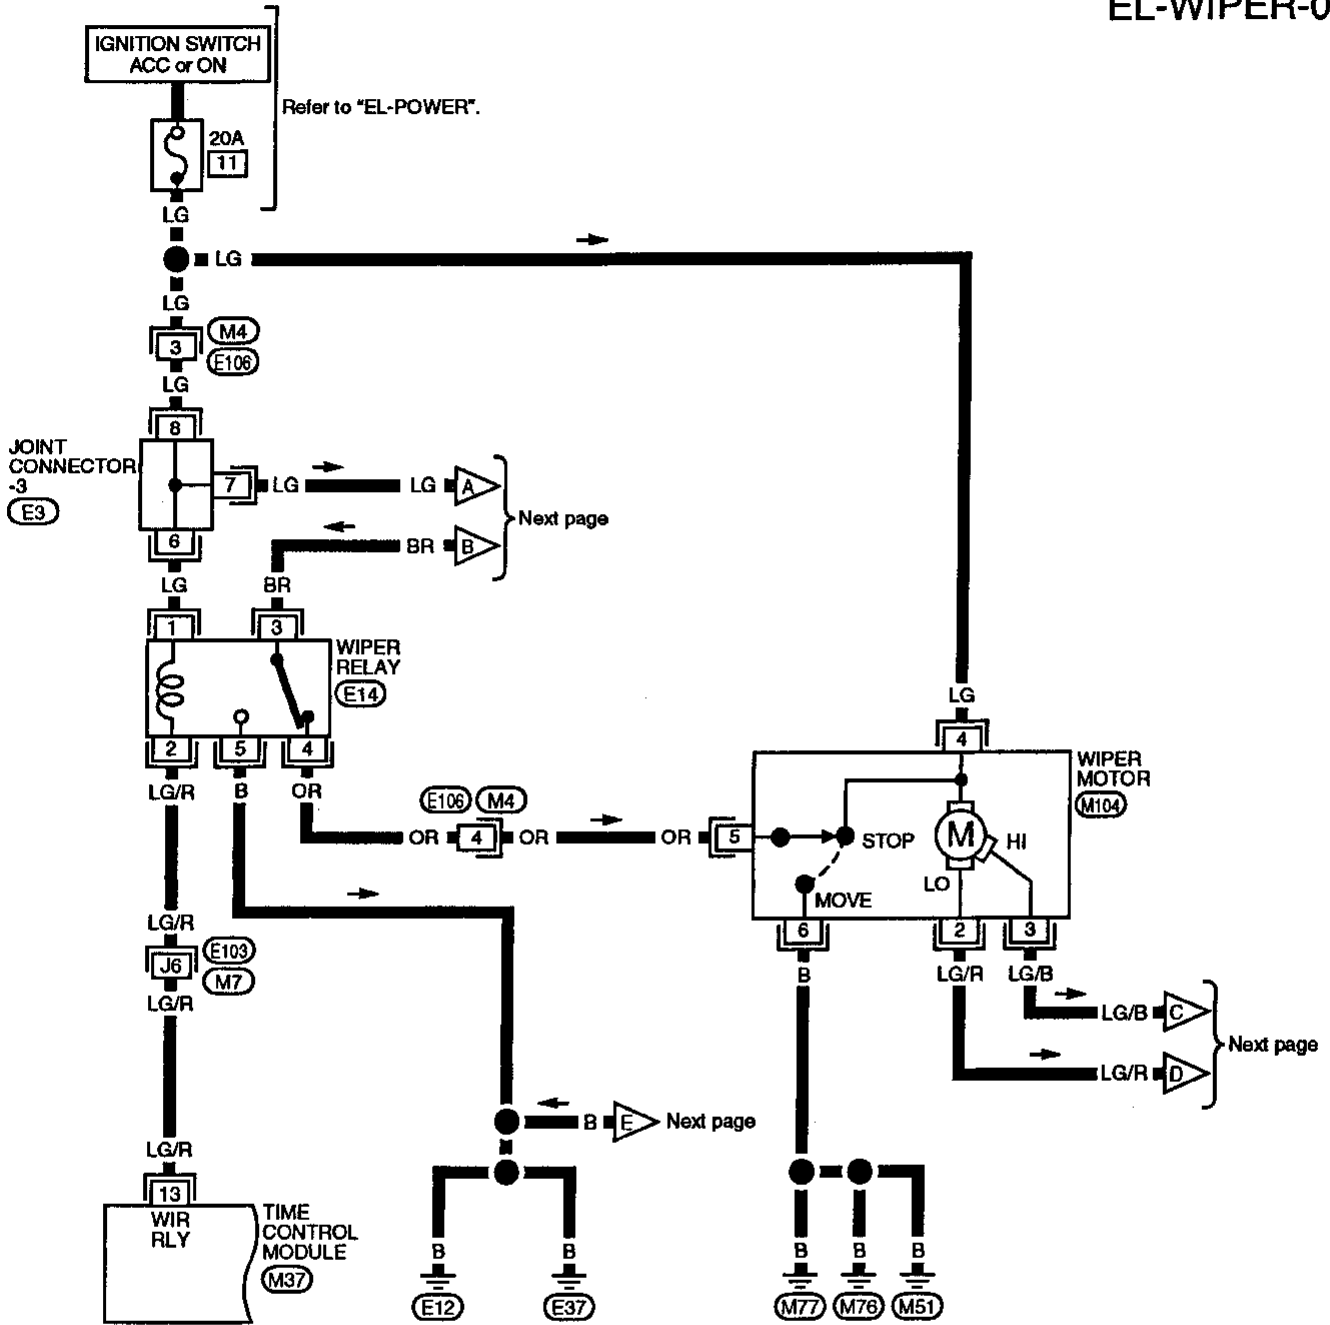 EL-WIPER-0
IGNITION SWITCH
ACC or ON
Refer to "EL-POWER".
20A
11
LG
LG
LG
M4
3
E106
LG
8
JOINT
CONNECTOR
-3
E3
7
LG
LG
A
Next page
6
BR
B
LG
BR
1
3
WIPER
RELAY
E14
2
5
4
LG/R
B
OR
E106
M4
OR
4
OR
OR
5
LG
4
WIPER
MOTOR
M104
STOP
M
HI
LO
MOVE
6
2
3
B
LG/R
LG/B
LG/B
C
Next page
LG/R
D
LG/R
J6
E103
M7
LG/R
B
E
Next page
LG/R
13
WIR
RLY
TIME
CONTROL
MODULE
M37
B
B
E12
E37
B
B
B
M77
M76
M51